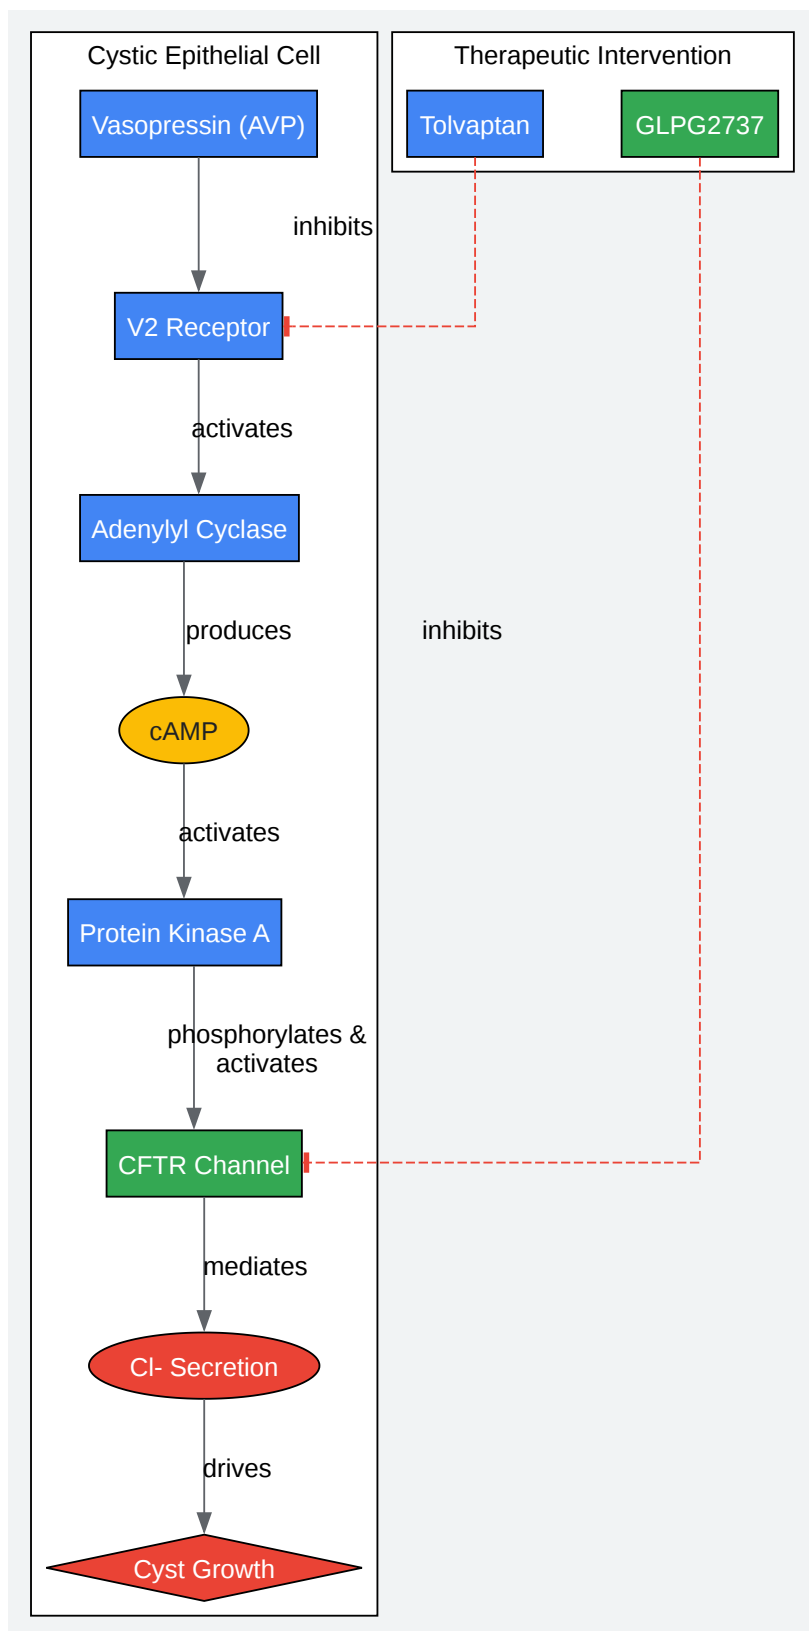 Cystic Epithelial Cell
Therapeutic Intervention
Vasopressin (AVP)
Tolvaptan
GLPG2737
inhibits
V2 Receptor
activates
Adenylyl Cyclase
produces
inhibits
cAMP
activates
Protein Kinase A
phosphorylates &
activates
CFTR Channel
mediates
Cl- Secretion
drives
Cyst Growth